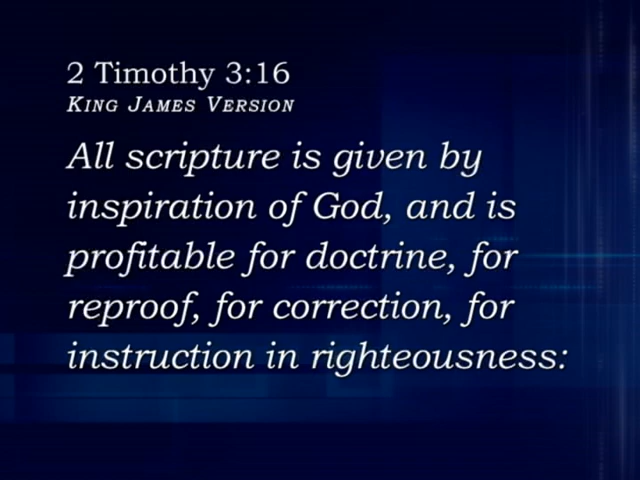 2 Timothy 3:16
King James Version
All scripture is given by
inspiration of God, and is
profitable for doctrine, for
reproof, for correction, for
instruction in righteousness: